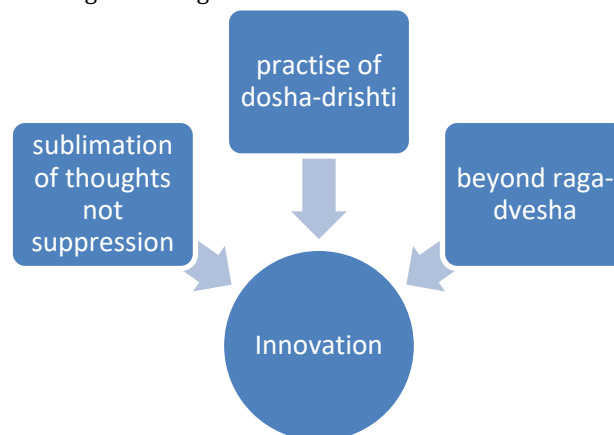 practise of
dosha-drishti
sublimation
of thoughts
not
suppression
beyond raga-
dvesha
Innovation